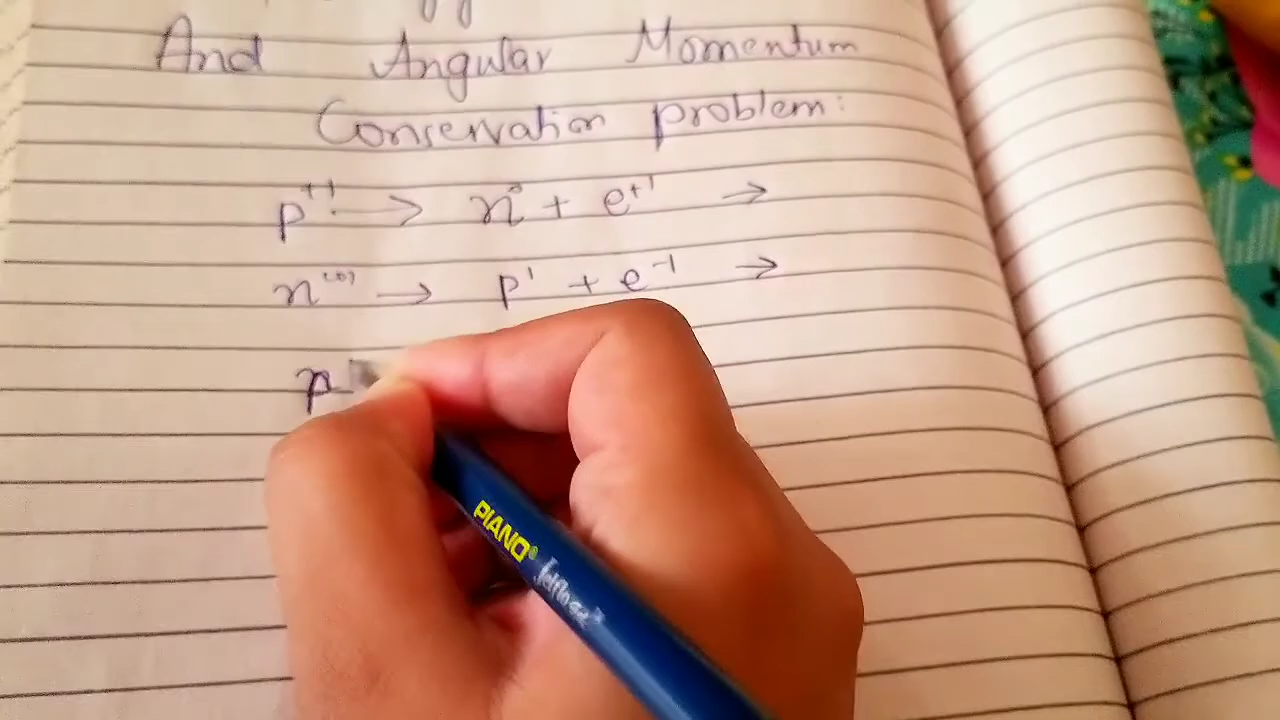 And Angular Momentum
Conservation problem:
p⁺¹ → n⁰ + e⁺¹ →
n⁽⁰⁾ → p¹ + e⁻¹ →
PIANO